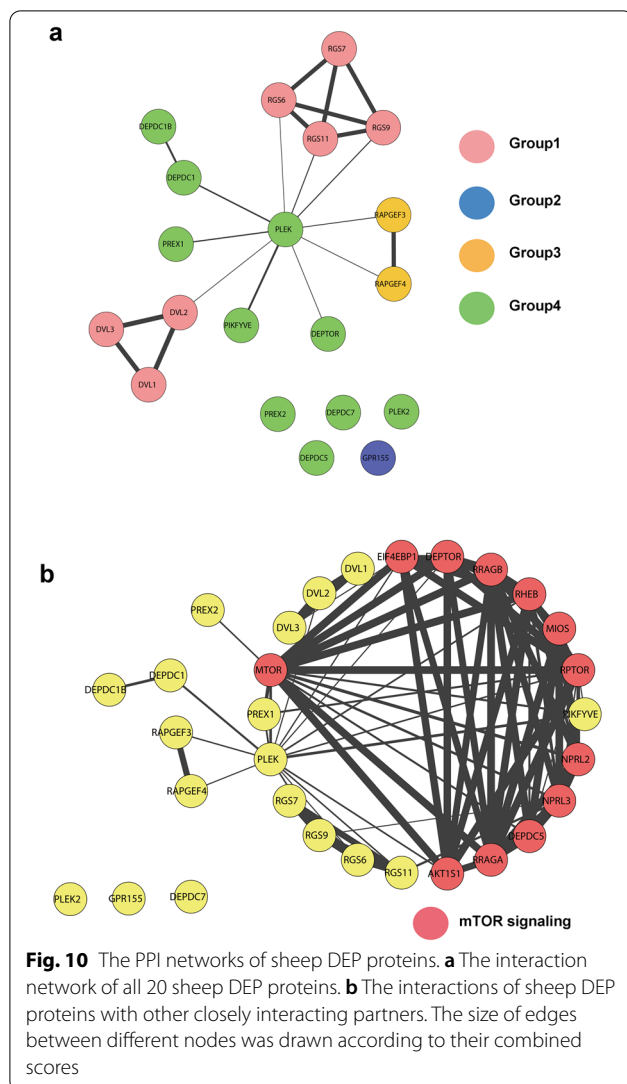 a
RGS7
RGS6
RGS9
RGS11
DEPDC1B
DEPDC1
PLEK
RAPGEF3
PREX1
RAPGEF4
DVL2
DVL3
PIKFYVE
DEPTOR
DVL1
PREX2
DEPDC7
PLEK2
DEPDC5
GPR155
Group1
Group2
Group3
Group4
b
EIF4EBP1
DEPTOR
DVL1
RRAGB
DVL2
RHEB
PREX2
DVL3
MIOS
DEPDC1
MTOR
RPTOR
DEPDC1B
PREX1
PIKFYVE
RAPGEF3
PLEK
NPRL2
RAPGEF4
RGS7
NPRL3
RGS9
DEPDC5
RGS6
RRAGA
RGS11
AKT1S1
PLEK2
GPR155
DEPDC7
mTOR signaling
Fig. 10 The PPI networks of sheep DEP proteins. a The interaction
network of all 20 sheep DEP proteins. b The interactions of sheep DEP
proteins with other closely interacting partners. The size of edges
between different nodes was drawn according to their combined
scores